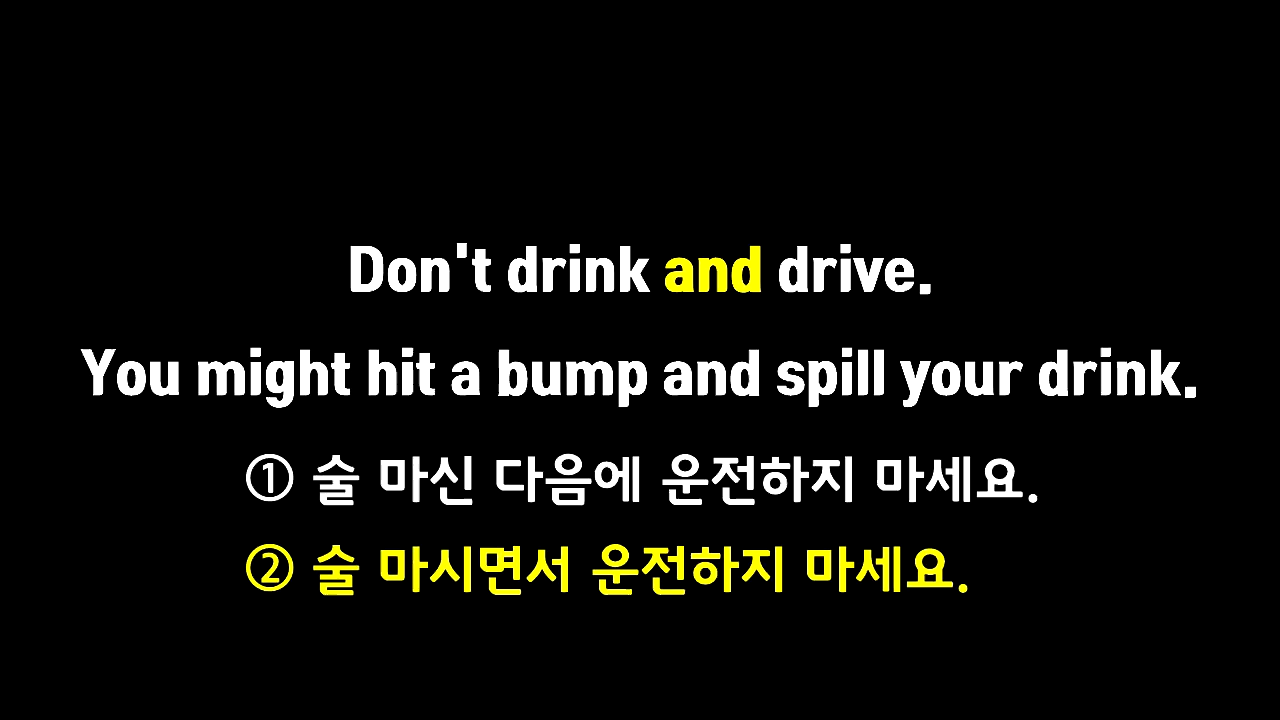 Don't drink and drive.
You might hit a bump and spill your drink.
① 술 마신 다음에 운전하지 마세요.
② 술 마시면서 운전하지 마세요.